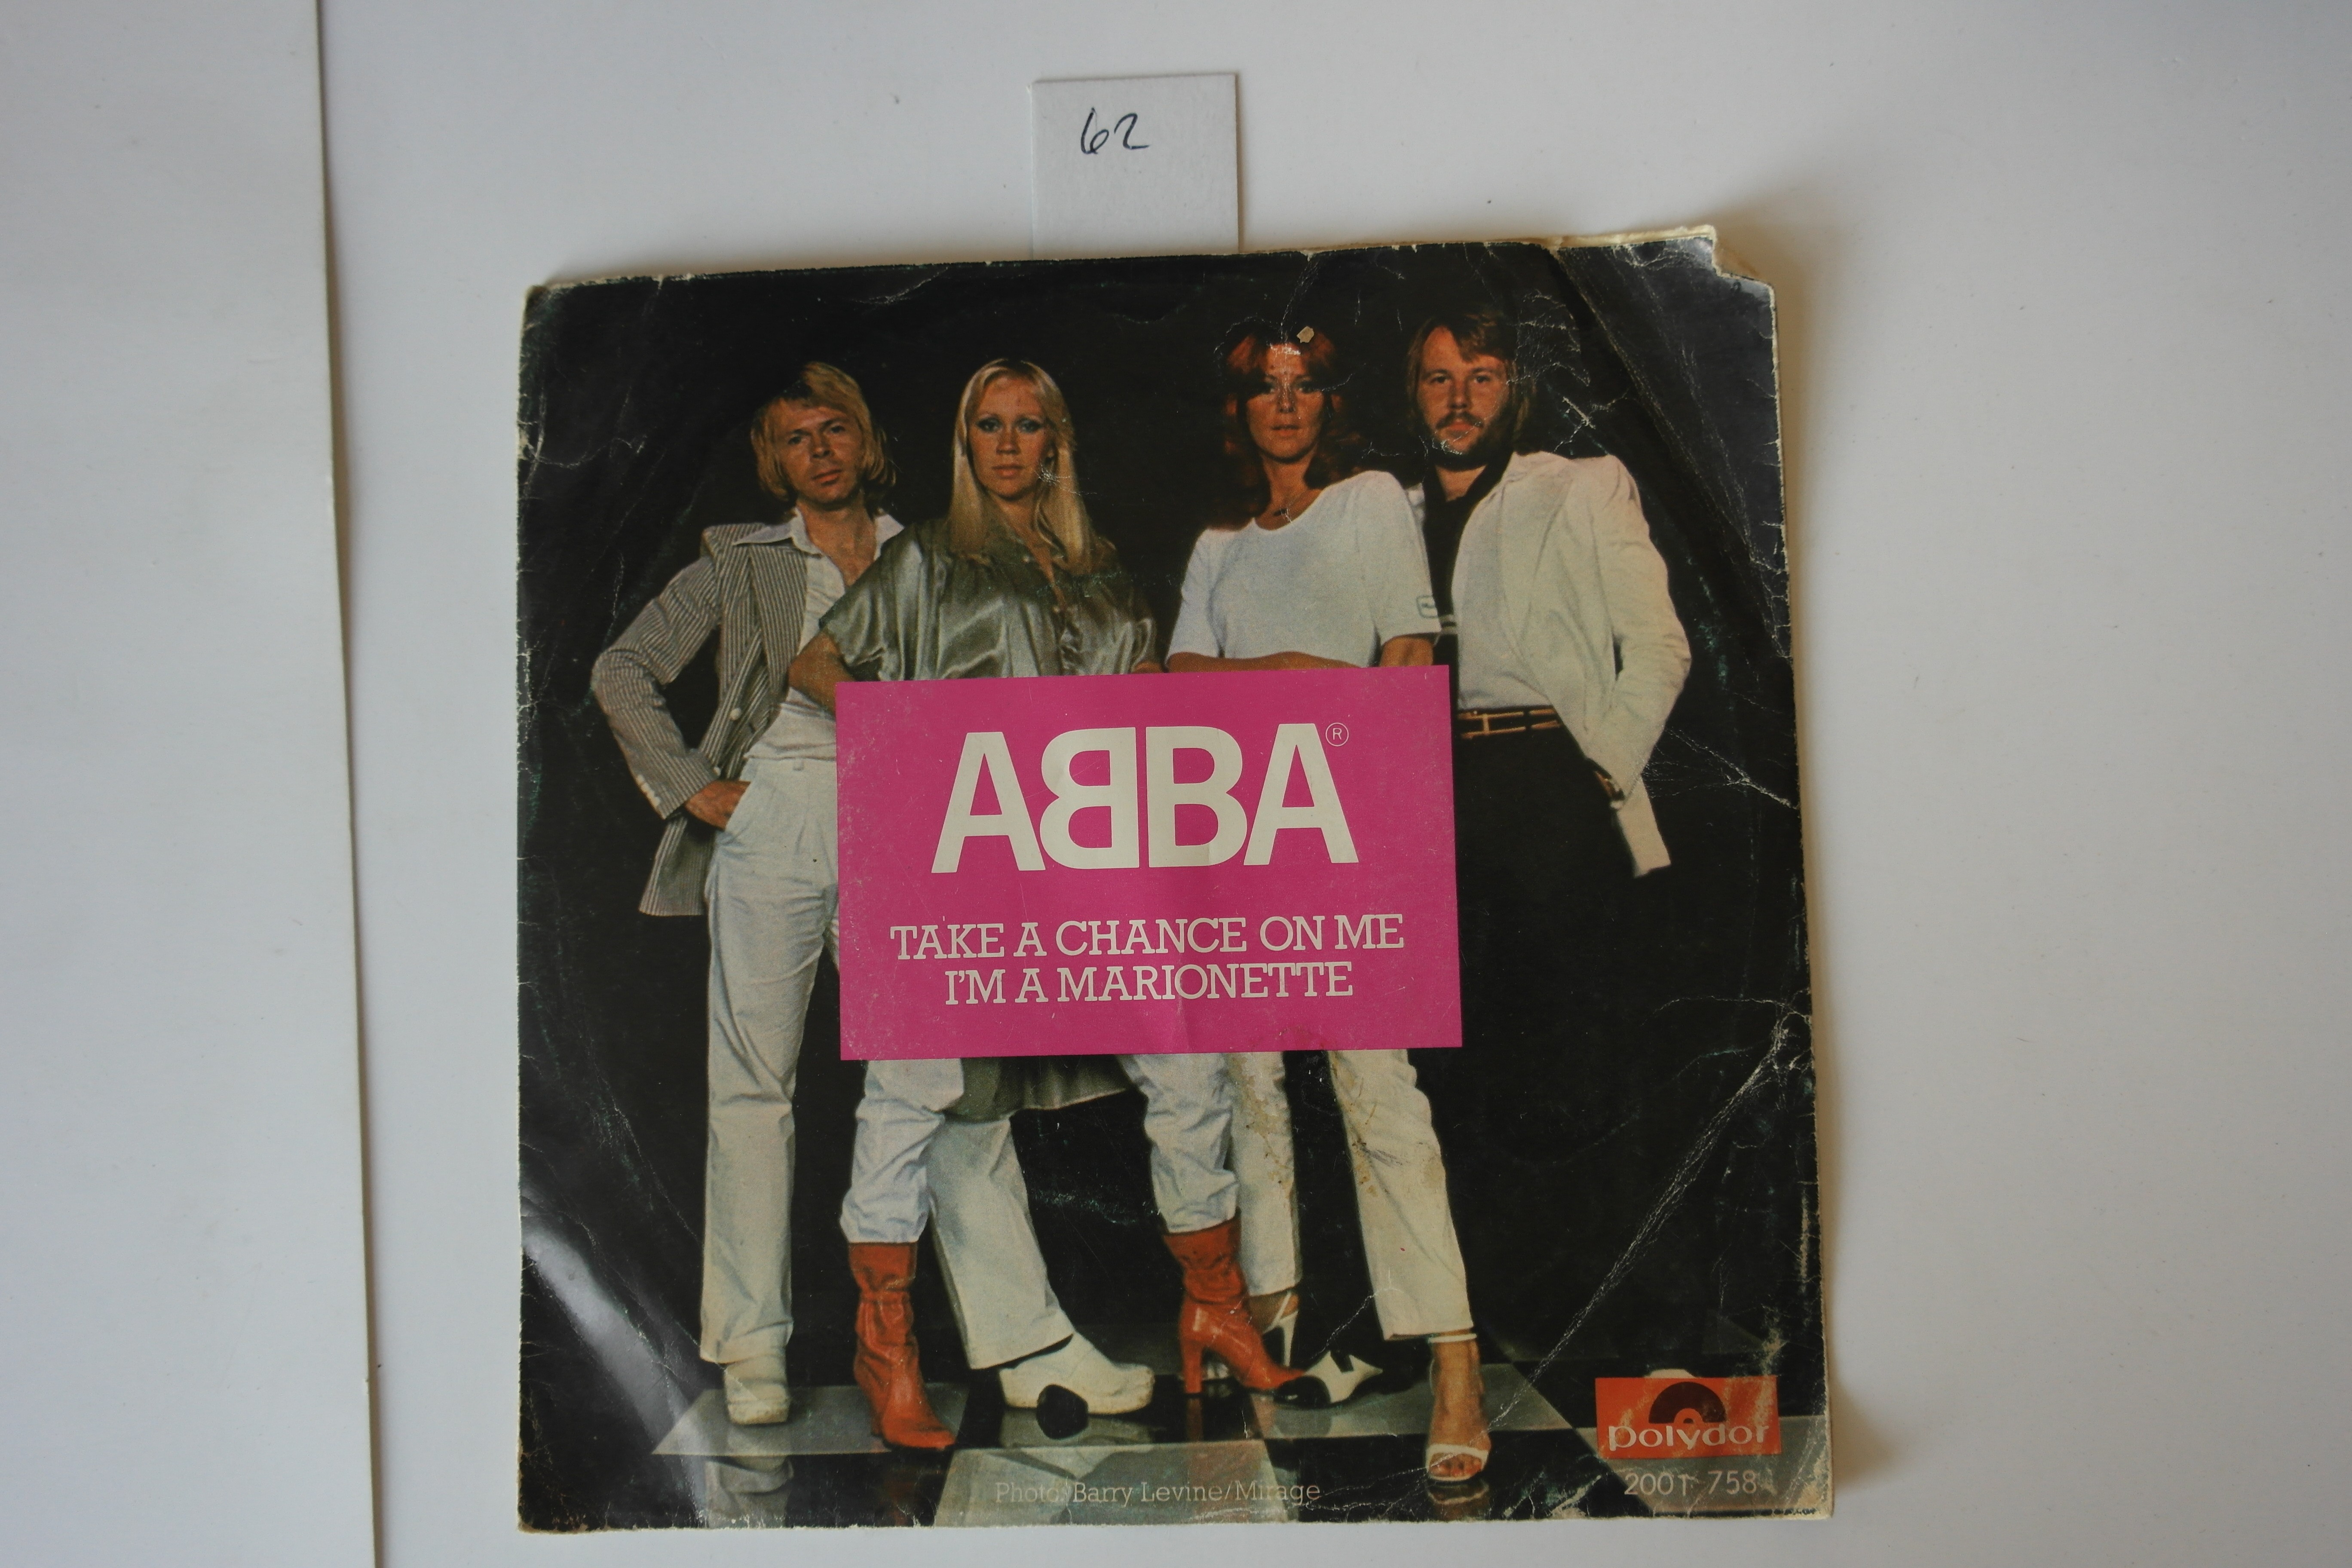 62
ABBA®
TAKE A CHANCE ON ME
I'M A MARIONETTE
polydor
2001 758
Photo: Barry Levine/Mirage